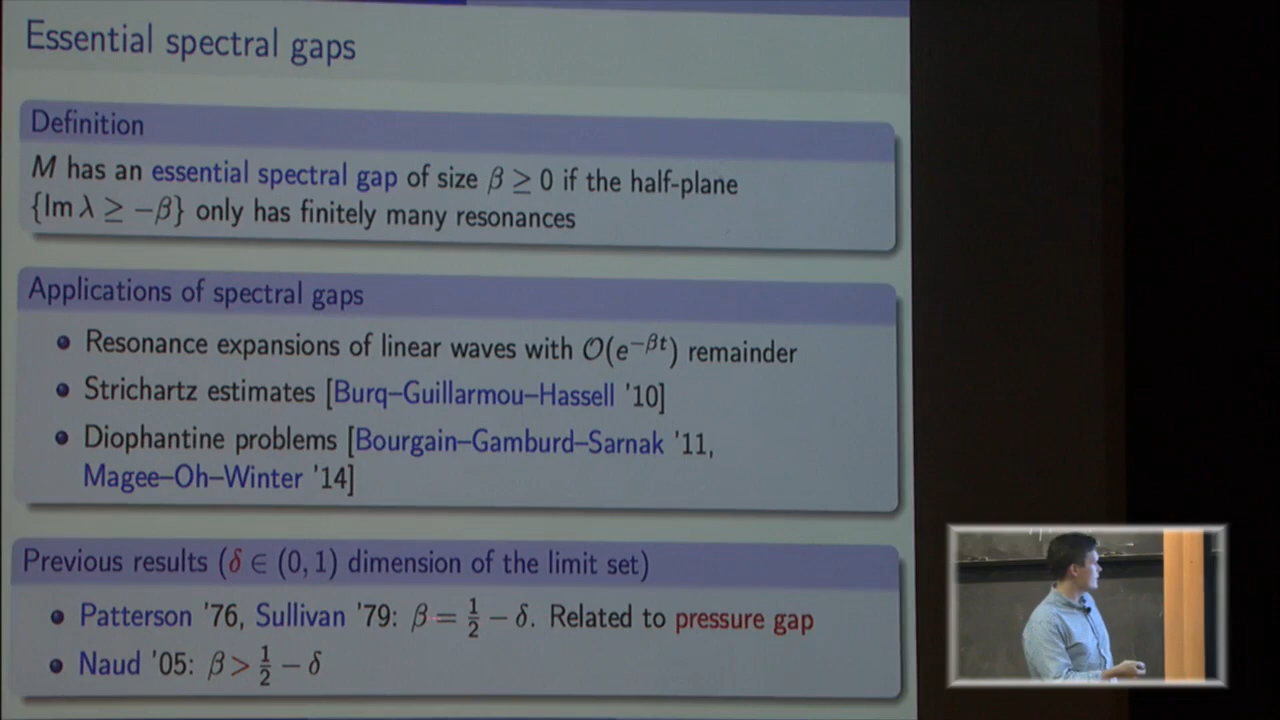 Essential spectral gaps
Definition
M has an essential spectral gap of size β ≥ 0 if the half-plane
{Im λ ≥ −β} only has finitely many resonances
Applications of spectral gaps
Resonance expansions of linear waves with 𝒪(e^{−βt}) remainder
Strichartz estimates [Burq–Guillarmou–Hassell '10]
Diophantine problems [Bourgain–Gamburd–Sarnak '11,
Magee–Oh–Winter '14]
Previous results (δ ∈ (0, 1) dimension of the limit set)
Patterson '76, Sullivan '79: β = 1/2 − δ. Related to pressure gap
Naud '05: β > 1/2 − δ